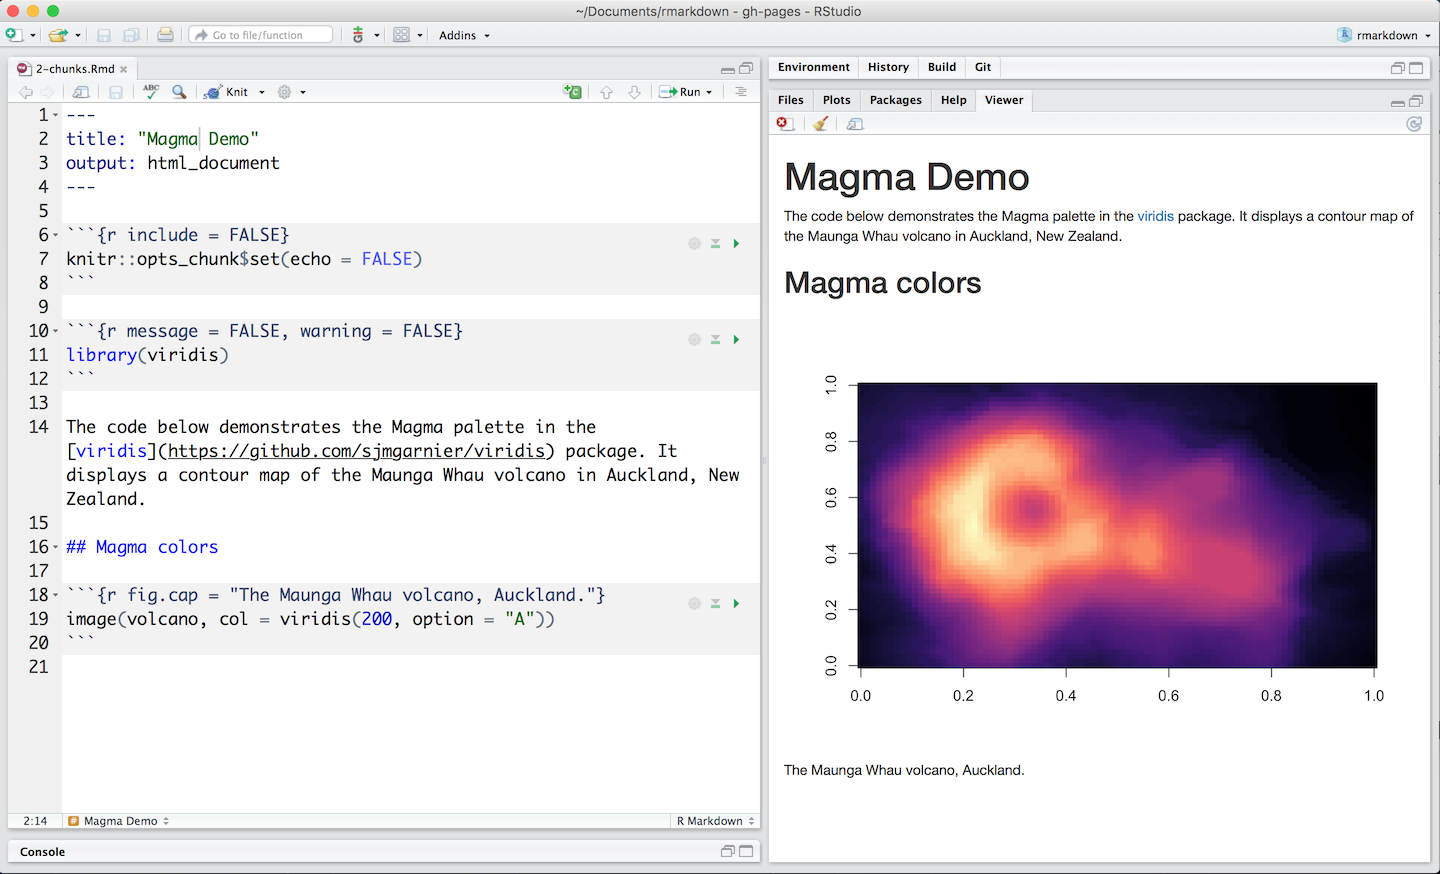 ~/Documents/rmarkdown - gh-pages - RStudio
Go to file/function
Addins
rmarkdown
2-chunks.Rmd
ABC
Knit
Run
1 ---
2 title: "Magma Demo"
3 output: html_document
4 ---
5
6 ```{r include = FALSE}
7 knitr::opts_chunk$set(echo = FALSE)
8 ```
9
10 ```{r message = FALSE, warning = FALSE}
11 library(viridis)
12 ```
13
14 The code below demonstrates the Magma palette in the
[viridis](https://github.com/sjmgarnier/viridis) package. It
displays a contour map of the Maunga Whau volcano in Auckland, New
Zealand.
15
16 ## Magma colors
17
18 ```{r fig.cap = "The Maunga Whau volcano, Auckland."}
19 image(volcano, col = viridis(200, option = "A"))
20 ```
21
2:14 # Magma Demo R Markdown
Console
Environment History Build Git
Files Plots Packages Help Viewer
Magma Demo
The code below demonstrates the Magma palette in the viridis package. It displays a contour map of
the Maunga Whau volcano in Auckland, New Zealand.
Magma colors
1.0
0.8
0.6
0.4
0.2
0.0
0.0 0.2 0.4 0.6 0.8 1.0
The Maunga Whau volcano, Auckland.